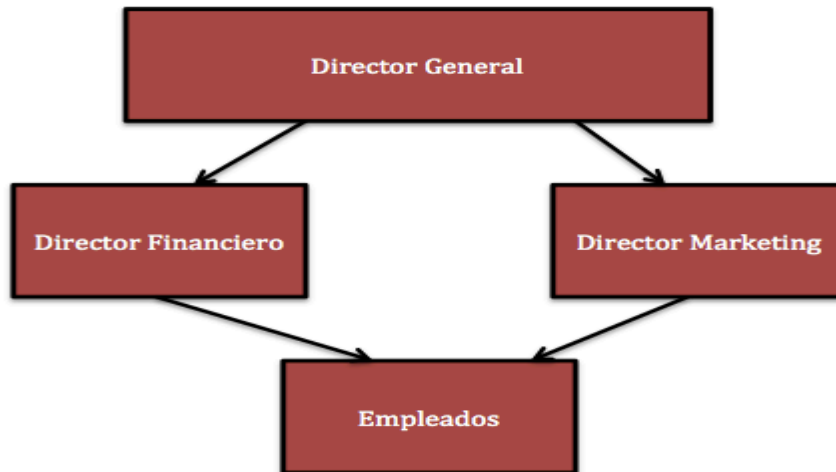 Director General
Director Financiero
Director Marketing
Empleados